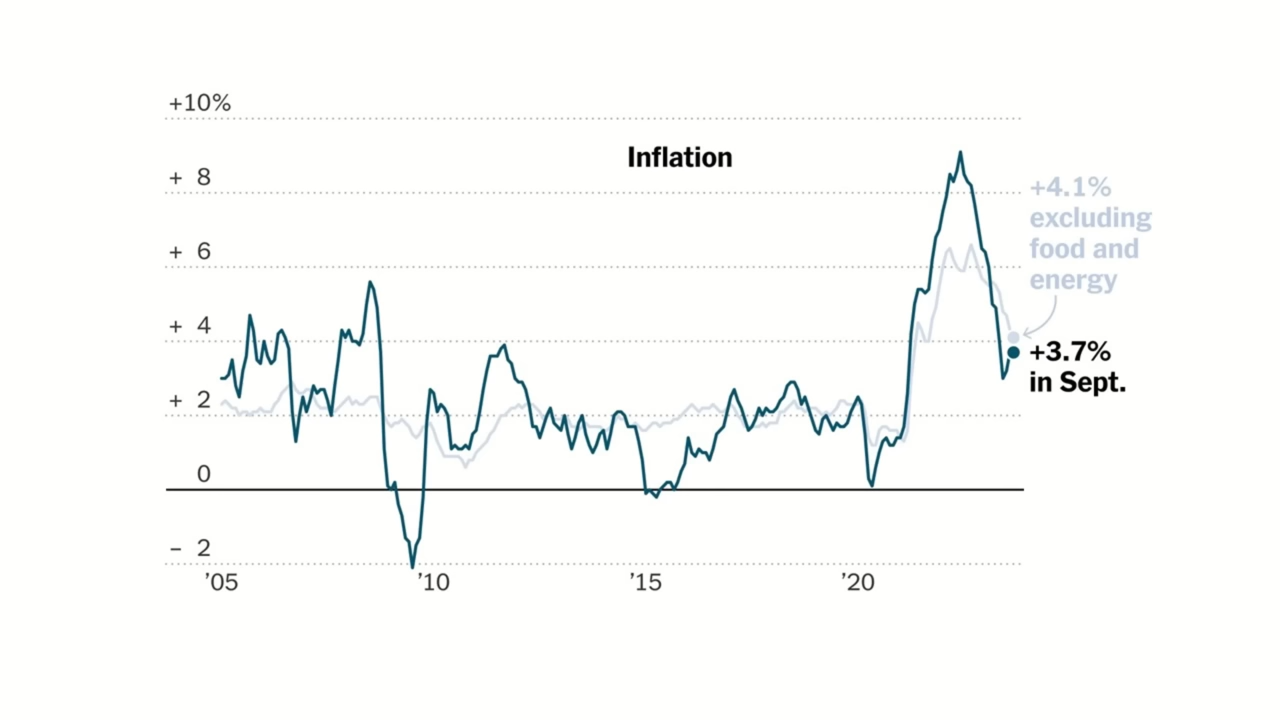 +10%
Inflation
+ 8
+4.1%
excluding
food and
energy
+ 6
+ 4
+3.7%
in Sept.
+ 2
0
– 2
’05
’10
’15
’20